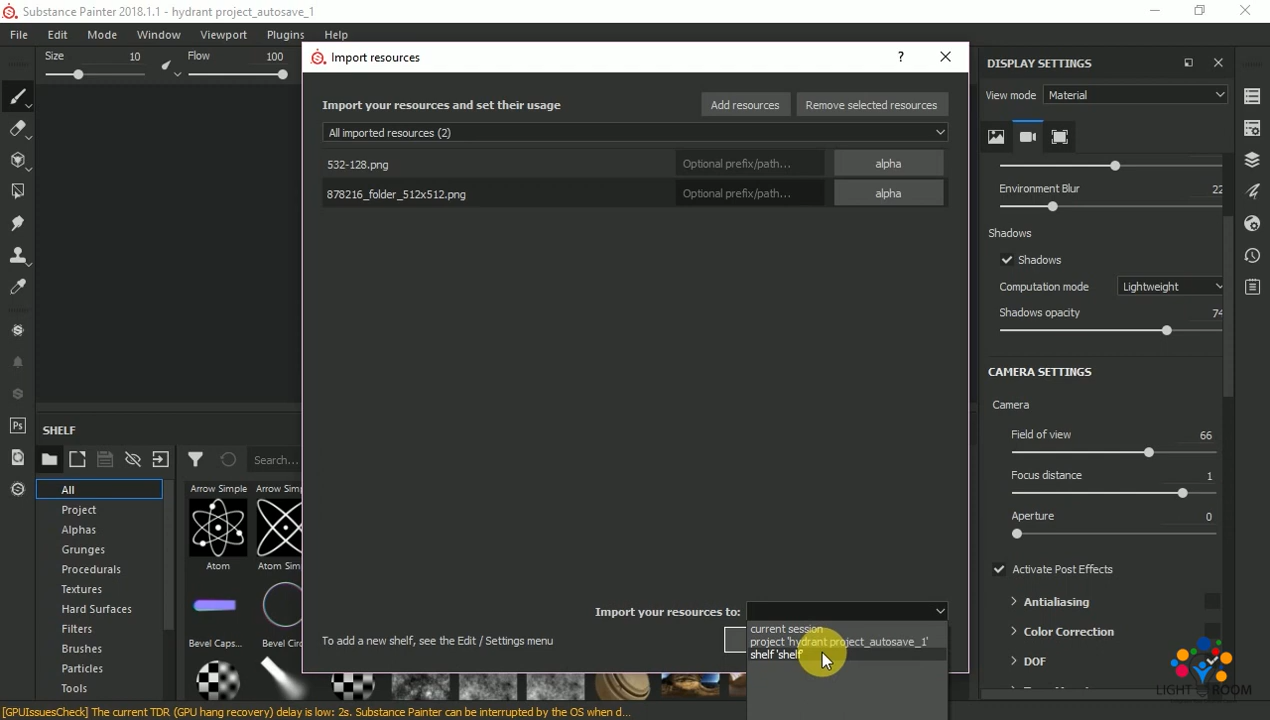 Substance Painter 2018.1.1 - hydrant project_autosave_1
File Edit Mode Window Viewport Plugins Help
Size 10 Flow 100
Import resources
?
Import your resources and set their usage
Add resources
Remove selected resources
All imported resources (2)
532-128.png Optional prefix/path... alpha
878216_folder_512x512.png Optional prefix/path... alpha
Import your resources to:
current session
project 'hydrant project_autosave_1'
shelf 'shelf'
To add a new shelf, see the Edit / Settings menu
DISPLAY SETTINGS
View mode Material
Environment Blur 22
Shadows
Shadows
Computation mode Lightweight
Shadows opacity 74
CAMERA SETTINGS
Camera
Field of view 66
Focus distance 1
Aperture 0
Activate Post Effects
Antialiasing
Color Correction
DOF
Ps
SHELF
Search...
All
Project
Alphas
Grunges
Procedurals
Textures
Hard Surfaces
Filters
Brushes
Particles
Tools
Arrow Simple Arrow Sim
Atom Atom Sim
Bevel Caps... Bevel Curve
LIGHT ROOM
[GPUIssuesCheck] The current TDR (GPU hang recovery) delay is low: 2s. Substance Painter can be interrupted by the OS when d...